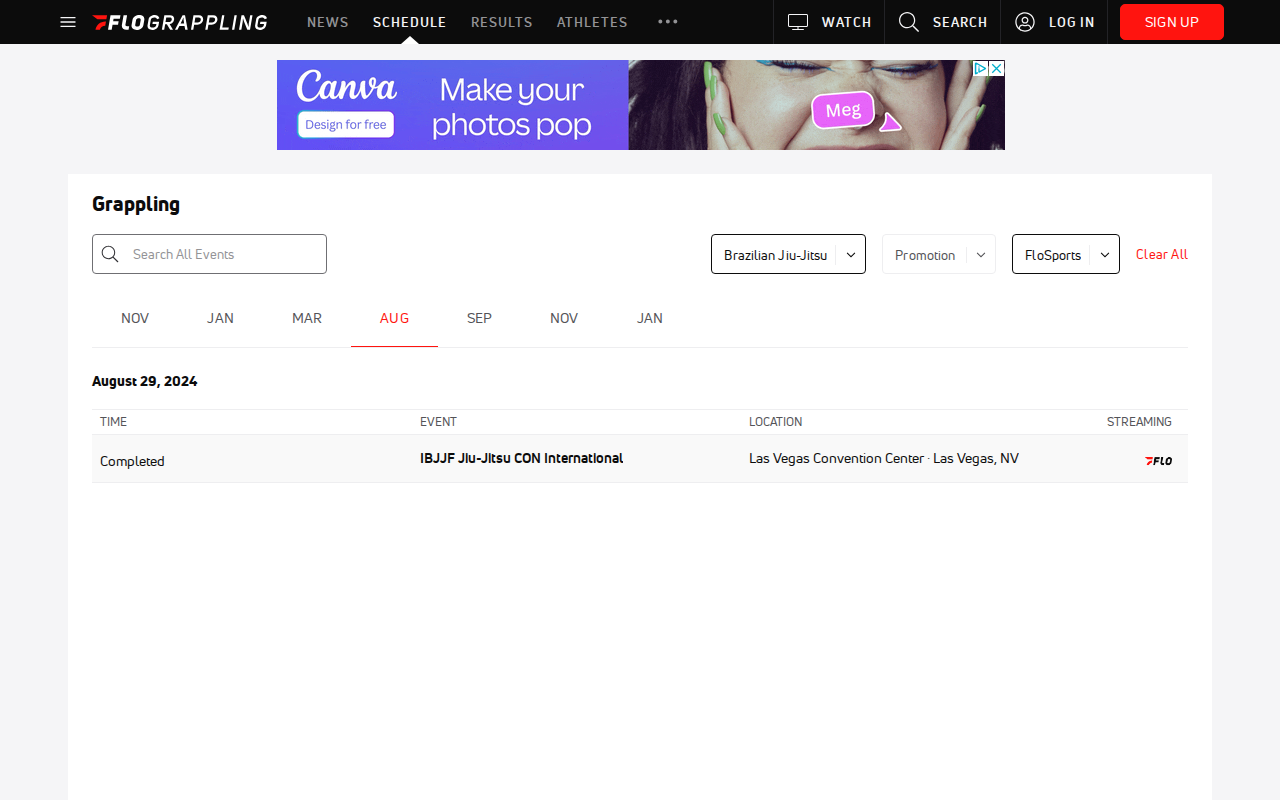 FLOGRAPPLING NEWS SCHEDULE RESULTS ATHLETES WATCH SEARCH LOG IN SIGN UP
Canva
Design for free
Make your
photos pop
Meg
Grappling
Search All Events
Brazilian Jiu-Jitsu
Promotion
FloSports
Clear All
NOV JAN MAR AUG SEP NOV JAN
August 29, 2024
TIME EVENT LOCATION STREAMING
Completed IBJJF Jiu-Jitsu CON International Las Vegas Convention Center · Las Vegas, NV FLO